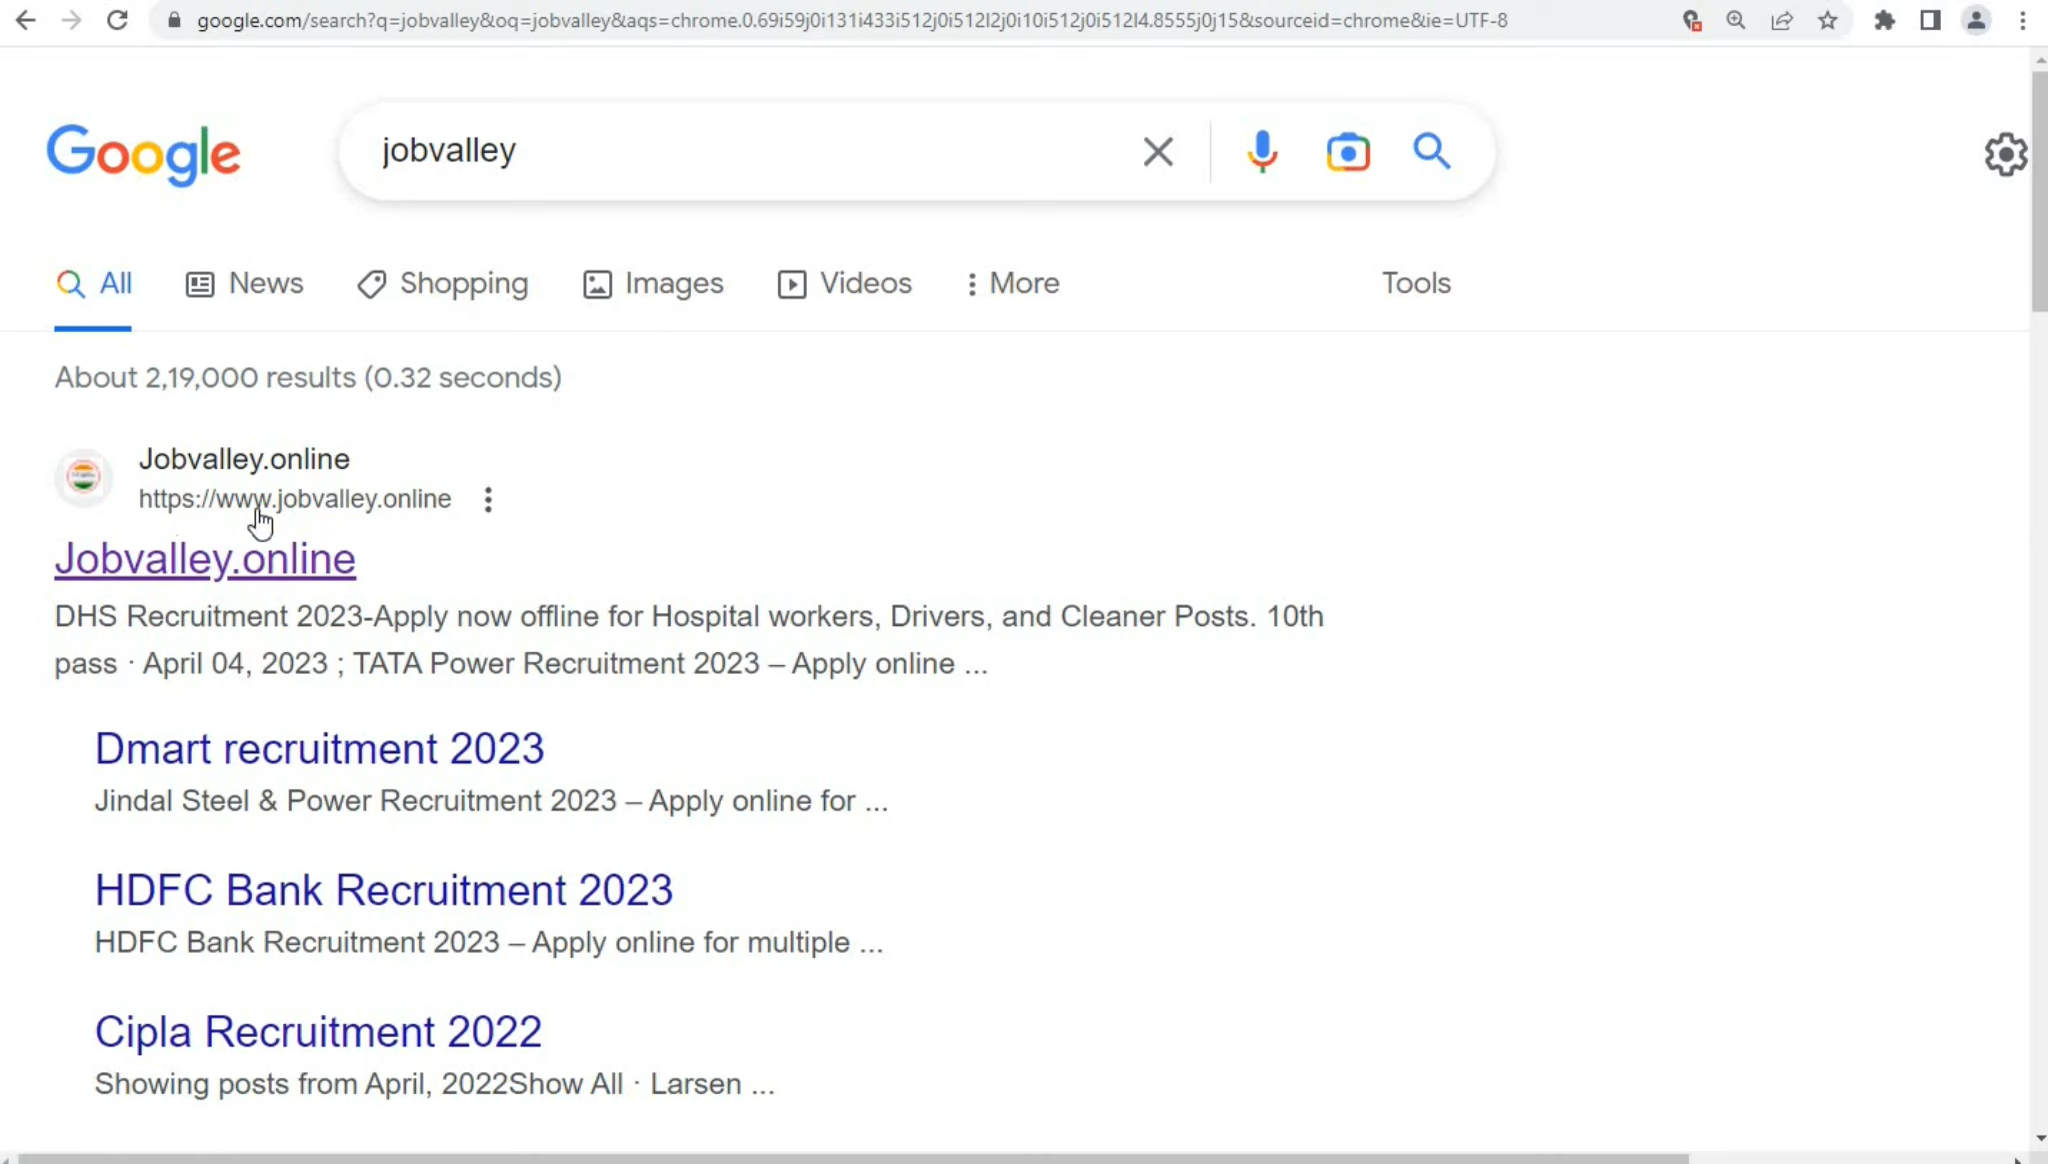 google.com/search?q=jobvalley&oq=jobvalley&aqs=chrome.0.69i59j0i131i433i512j0i512l2j0i10i512j0i512l4.8555j0j15&sourceid=chrome&ie=UTF-8
Google
jobvalley
All News Shopping Images Videos More Tools
About 2,19,000 results (0.32 seconds)
Jobvalley.online
https://www.jobvalley.online
Jobvalley.online
DHS Recruitment 2023-Apply now offline for Hospital workers, Drivers, and Cleaner Posts. 10th
pass · April 04, 2023 ; TATA Power Recruitment 2023 – Apply online ...
Dmart recruitment 2023
Jindal Steel & Power Recruitment 2023 – Apply online for ...
HDFC Bank Recruitment 2023
HDFC Bank Recruitment 2023 – Apply online for multiple ...
Cipla Recruitment 2022
Showing posts from April, 2022Show All · Larsen ...